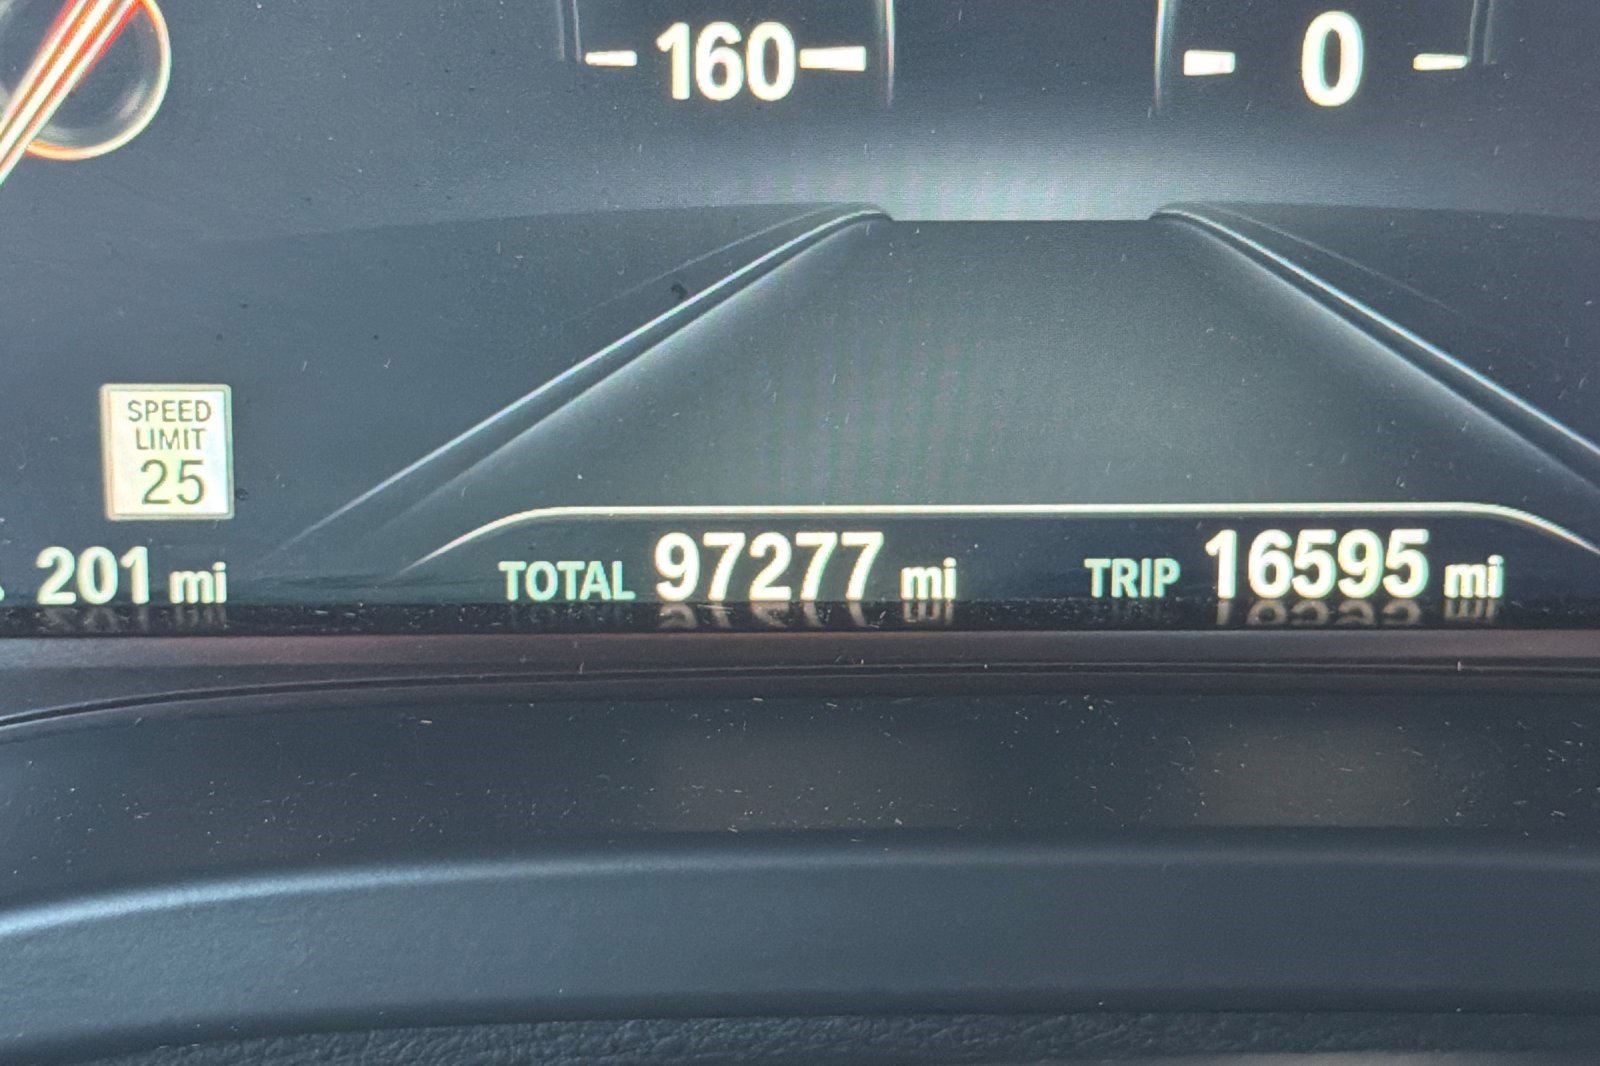 160 0
SPEED
LIMIT
25
201 mi TOTAL 97277 mi TRIP 16595 mi